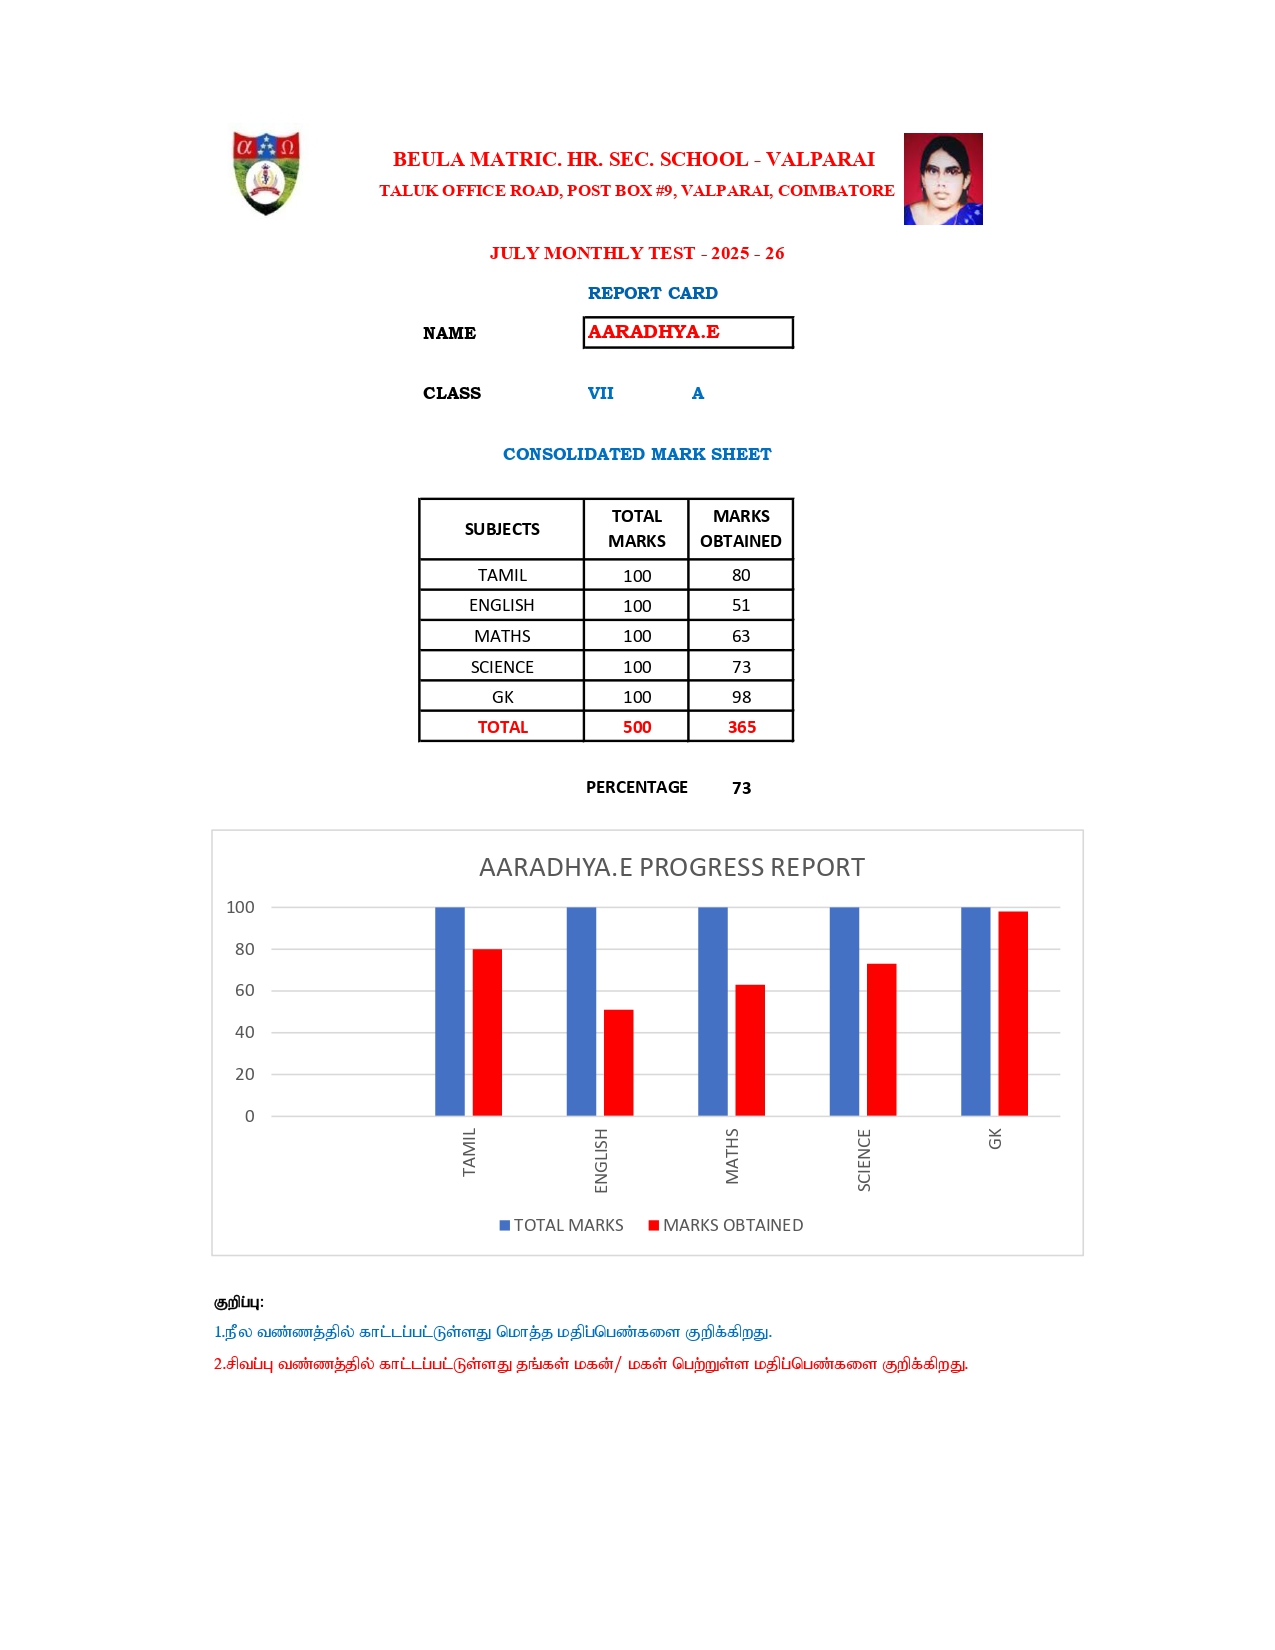 α Ω
BEULA MATRIC. HR. SEC. SCHOOL - VALPARAI
TALUK OFFICE ROAD, POST BOX #9, VALPARAI, COIMBATORE
JULY MONTHLY TEST - 2025 - 26
REPORT CARD
NAME AARADHYA.E
CLASS VII A
CONSOLIDATED MARK SHEET
SUBJECTS TOTAL MARKS MARKS OBTAINED
TAMIL 100 80
ENGLISH 100 51
MATHS 100 63
SCIENCE 100 73
GK 100 98
TOTAL 500 365
PERCENTAGE 73
AARADHYA.E PROGRESS REPORT
100
80
60
40
20
0
TAMIL ENGLISH MATHS SCIENCE GK
TOTAL MARKS MARKS OBTAINED
குறிப்பு:
1.நீல வண்ணத்தில் காட்டப்பட்டுள்ளது மொத்த மதிப்பெண்களை குறிக்கிறது.
2.சிவப்பு வண்ணத்தில் காட்டப்பட்டுள்ளது தங்கள் மகன்/ மகள் பெற்றுள்ள மதிப்பெண்களை குறிக்கிறது.